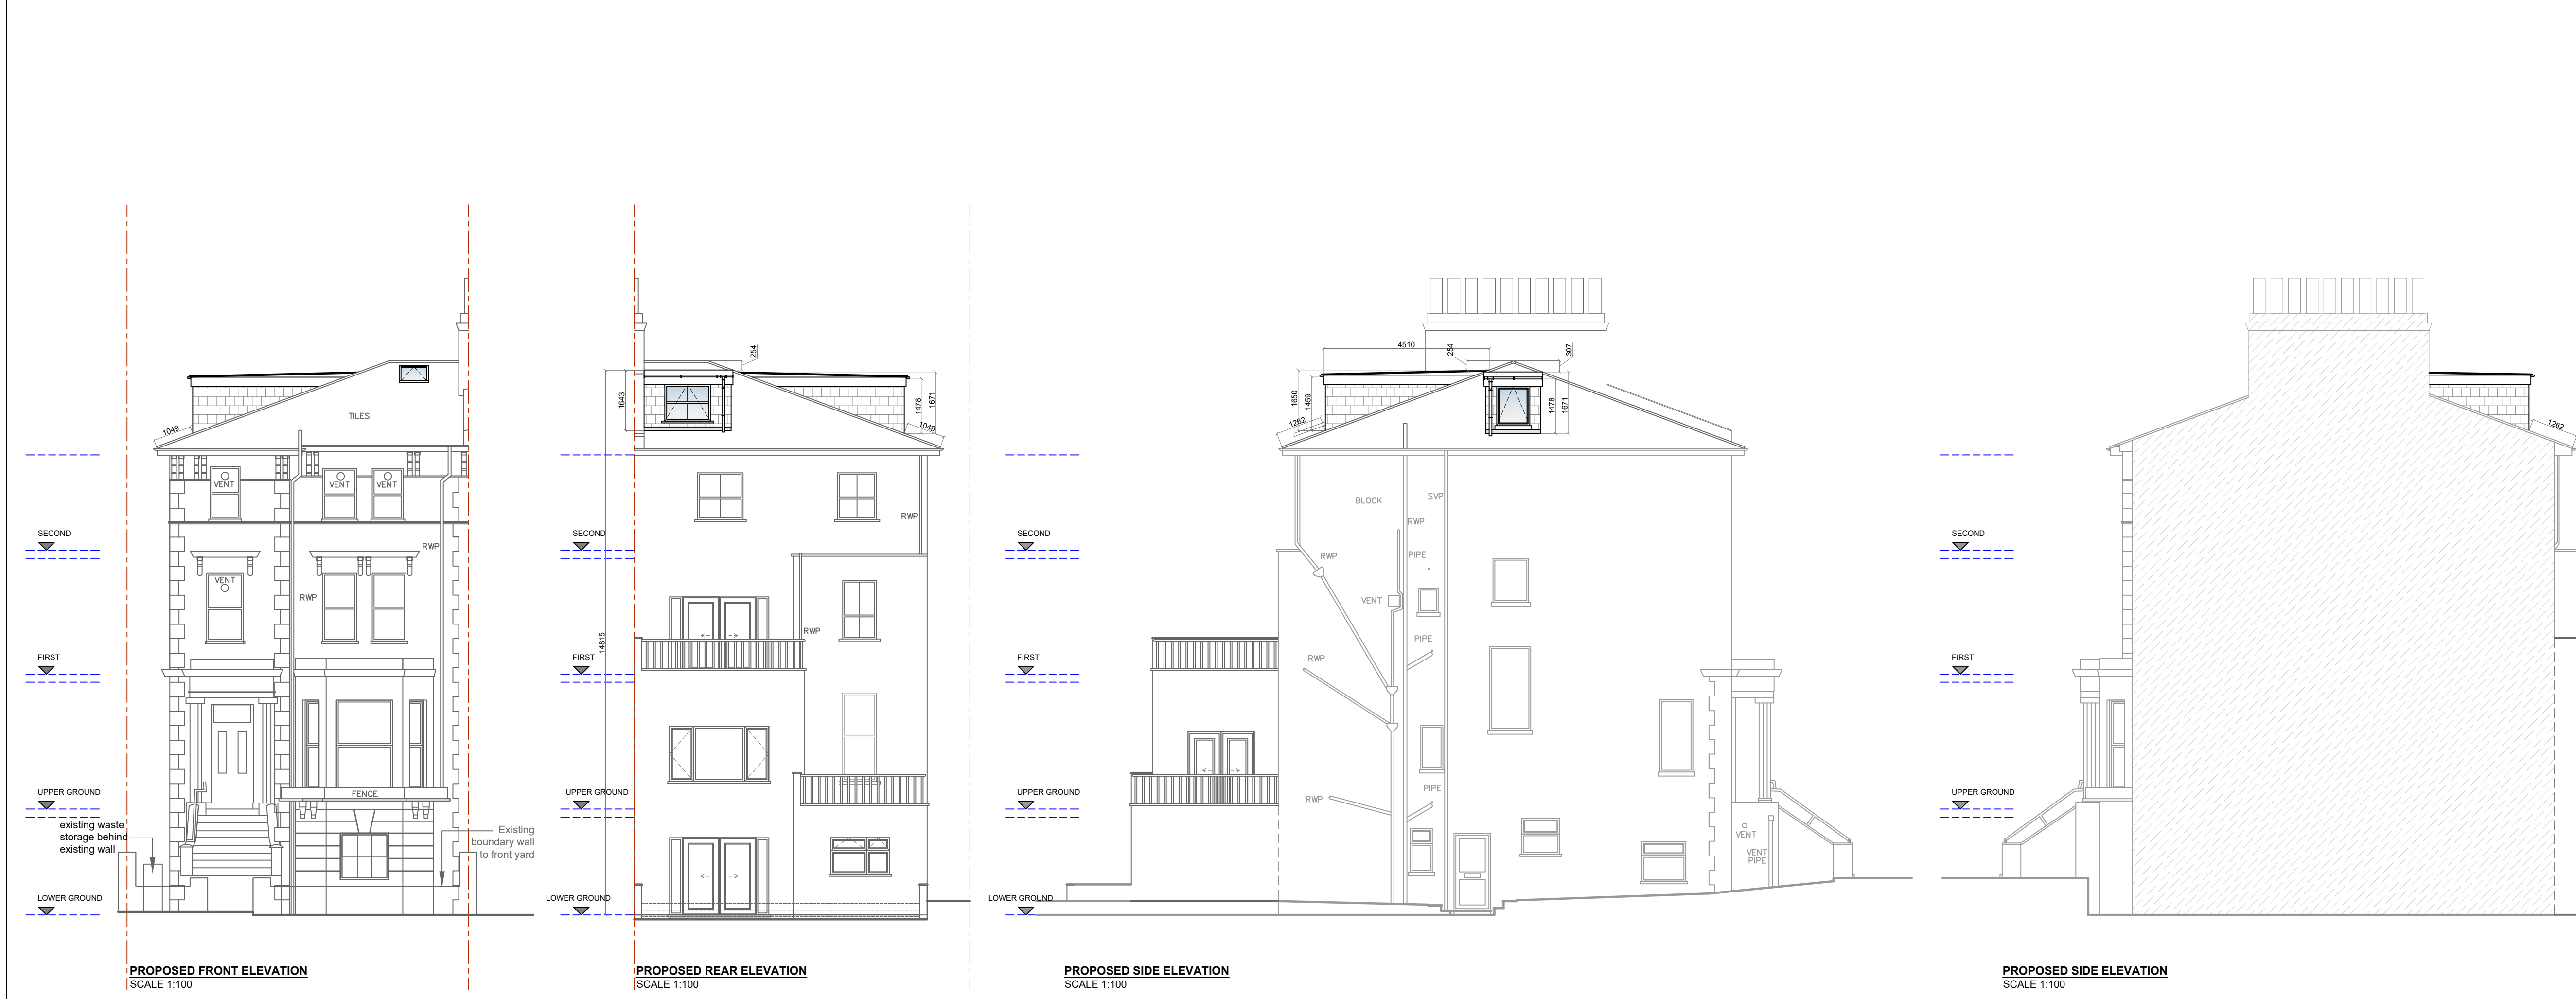 254
4510
254
307
1643
1478
1671
1650
1459
1478
1671
TILES
1049
1049
1262
1262
VENT
VENT
VENT
SVP
BLOCK
RWP
RWP
SECOND
SECOND
SECOND
SECOND
RWP
RWP
PIPE
VENT
RWP
VENT
RWP
14815
PIPE
FIRST
FIRST
FIRST
FIRST
RWP
UPPER GROUND
FENCE
UPPER GROUND
UPPER GROUND
PIPE
RWP
UPPER GROUND
existing waste
storage behind
existing wall
Existing
boundary wall
to front yard
VENT
VENT
PIPE
LOWER GROUND
LOWER GROUND
LOWER GROUND
PROPOSED FRONT ELEVATION
SCALE 1:100
PROPOSED REAR ELEVATION
SCALE 1:100
PROPOSED SIDE ELEVATION
SCALE 1:100
PROPOSED SIDE ELEVATION
SCALE 1:100